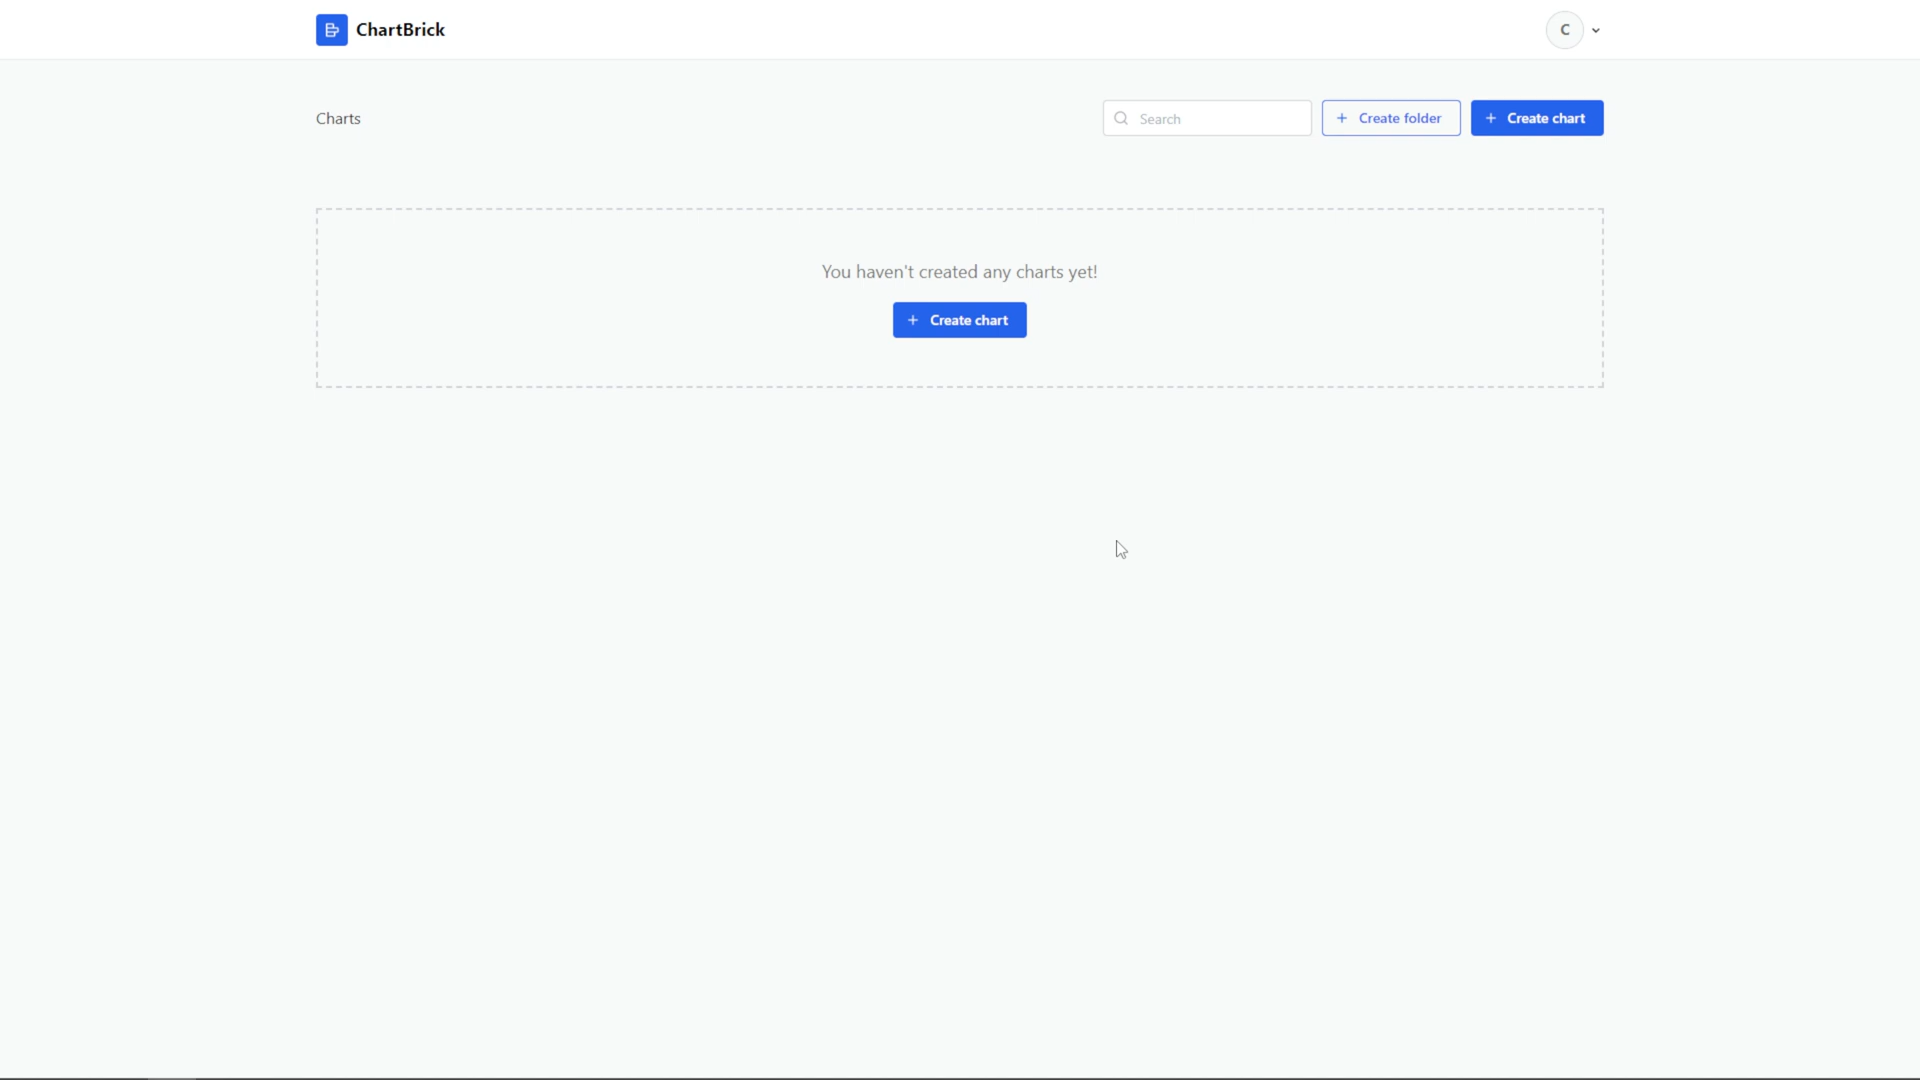 ChartBrick
C
Charts
Search
+ Create folder
+ Create chart
You haven't created any charts yet!
+ Create chart